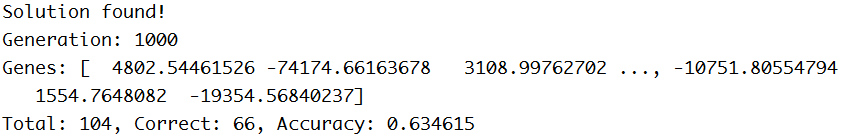 Solution found!
Generation: 1000
Genes: [  4802.54461526 -74174.66163678   3108.99762702 ..., -10751.80554794
   1554.7648082  -19354.56840237]
Total: 104, Correct: 66, Accuracy: 0.634615